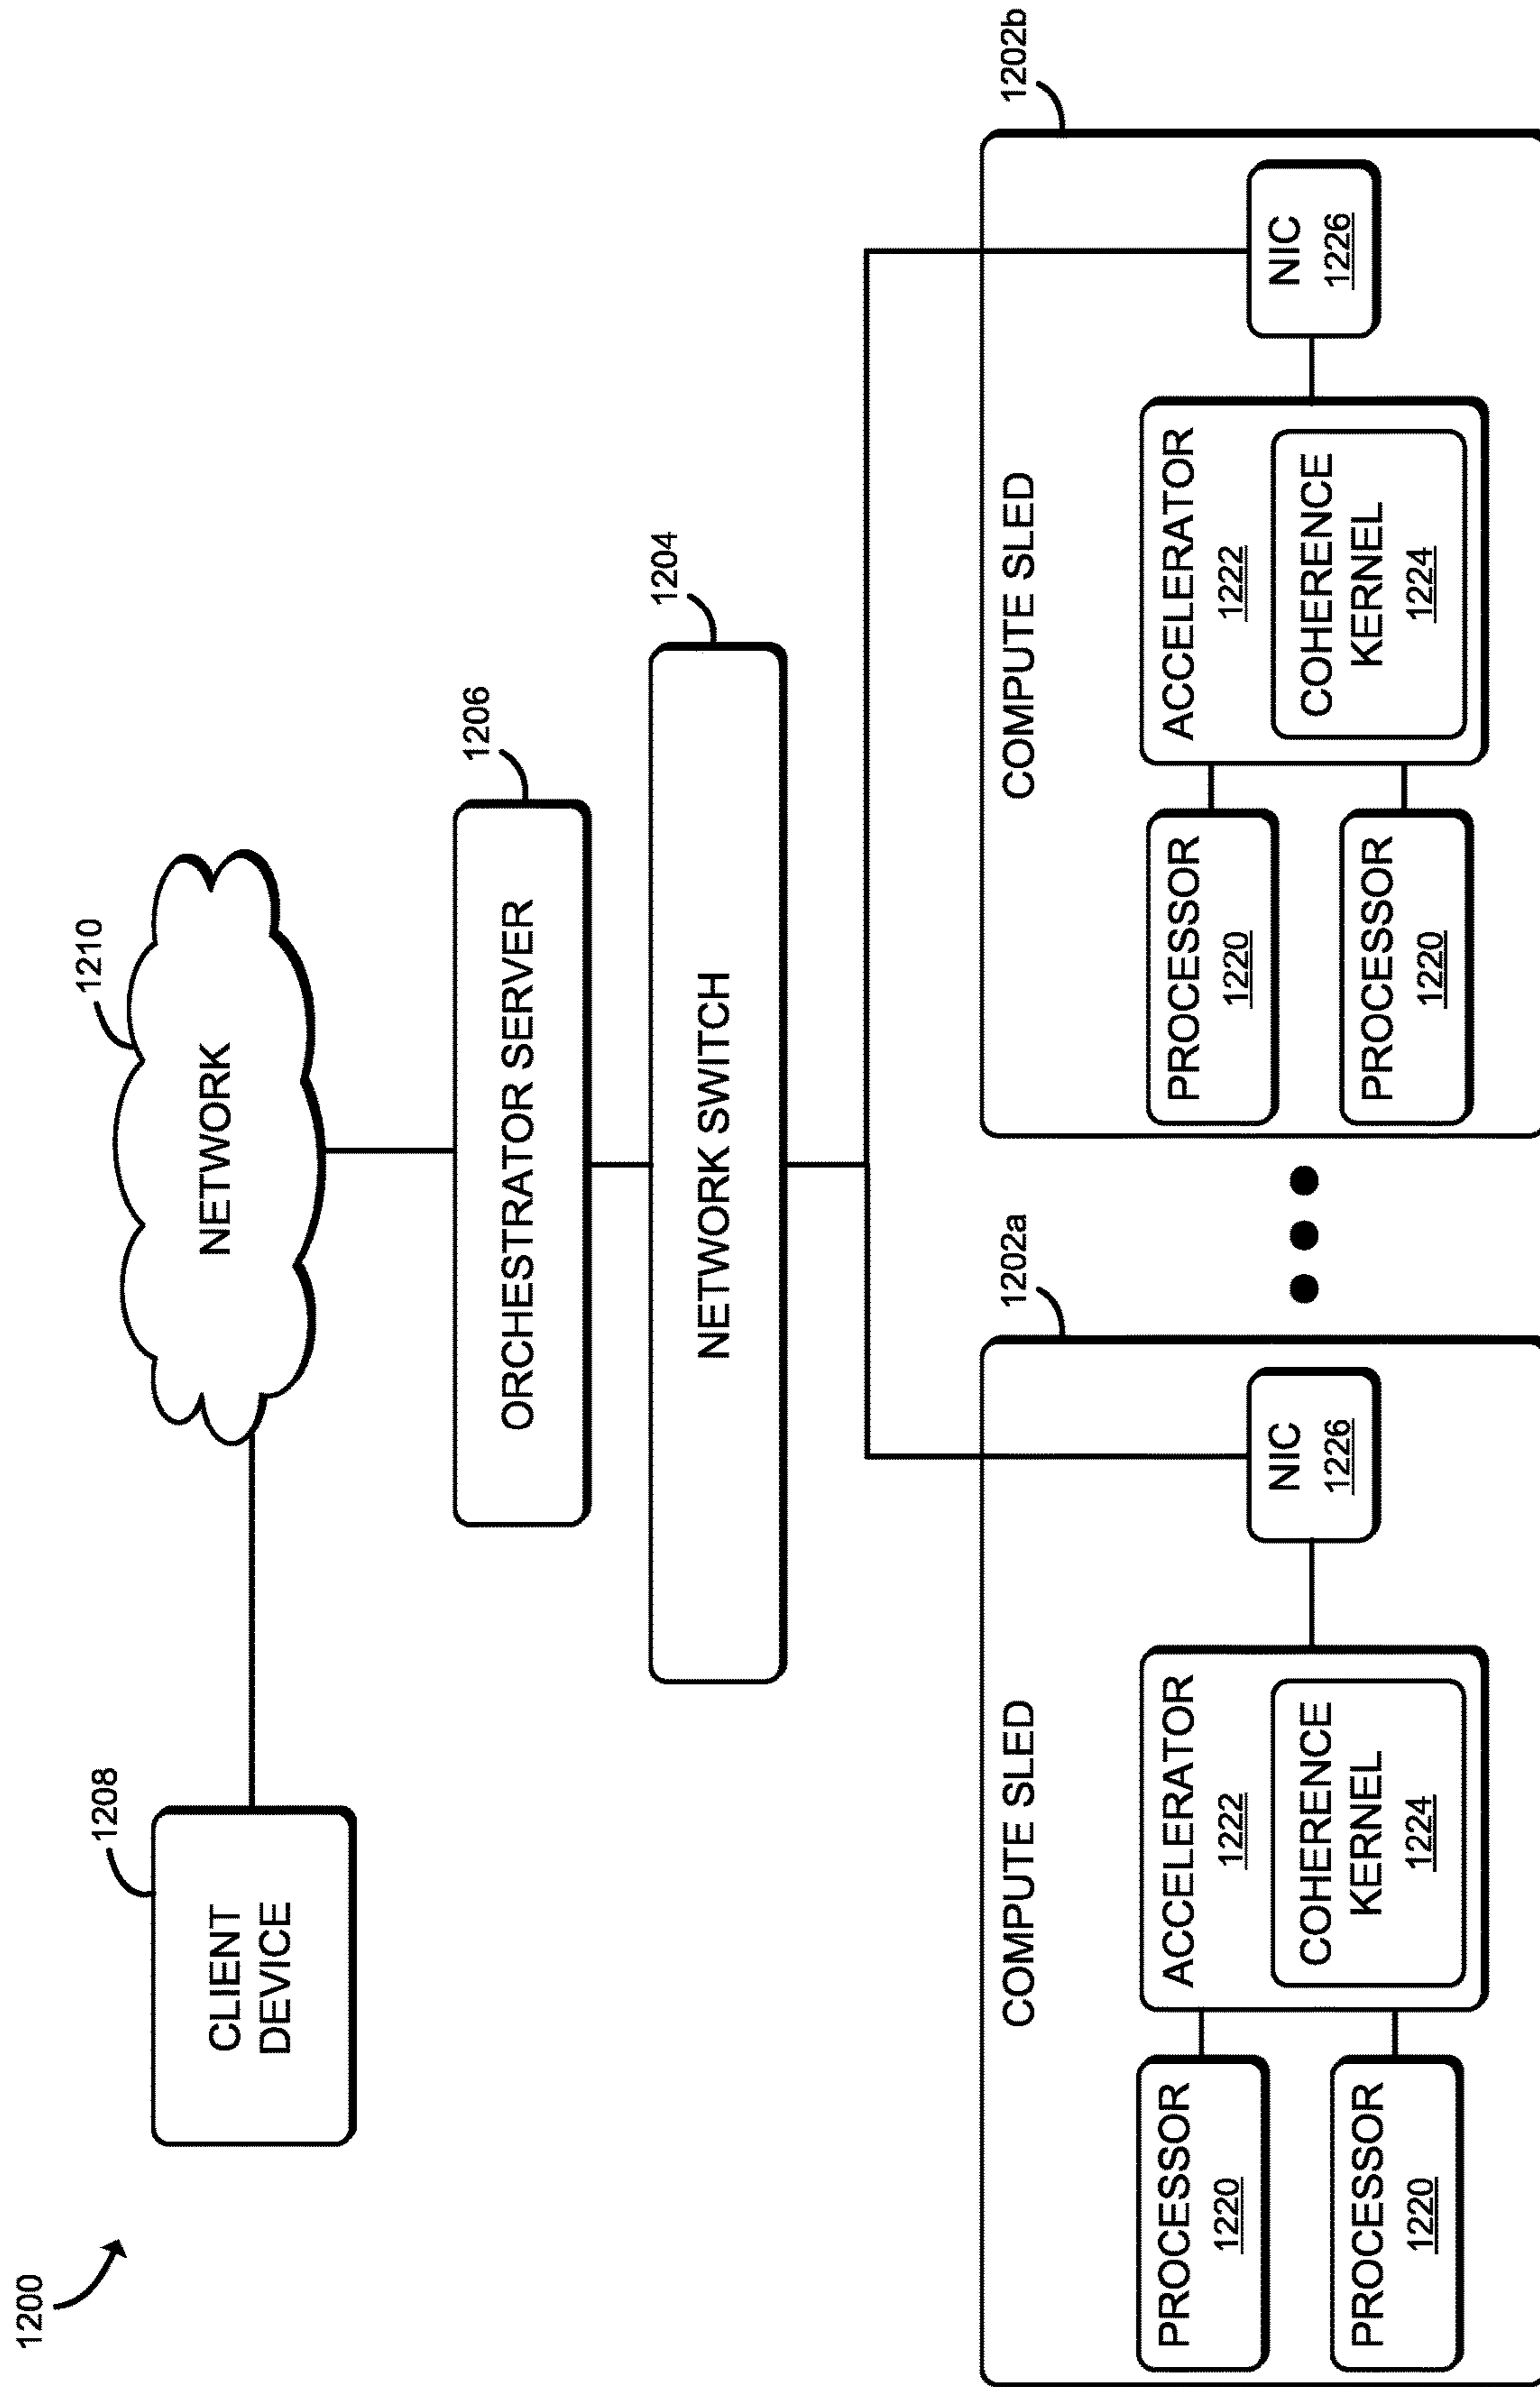 1200
1208
CLIENT
DEVICE
1210
NETWORK
1206
ORCHESTRATOR SERVER
1204
NETWORK SWITCH
1202a
COMPUTE SLED
PROCESSOR
1220
PROCESSOR
1220
ACCELERATOR
1222
COHERENCE
KERNEL
1224
NIC
1226
1202b
COMPUTE SLED
PROCESSOR
1220
PROCESSOR
1220
ACCELERATOR
1222
COHERENCE
KERNEL
1224
NIC
1226